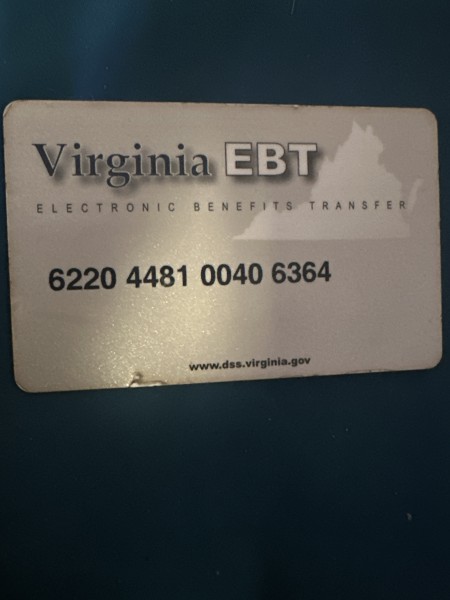 Virginia EBT
ELECTRONIC BENEFITS TRANSFER
6220 4481 0040 6364
www.dss.virginia.gov